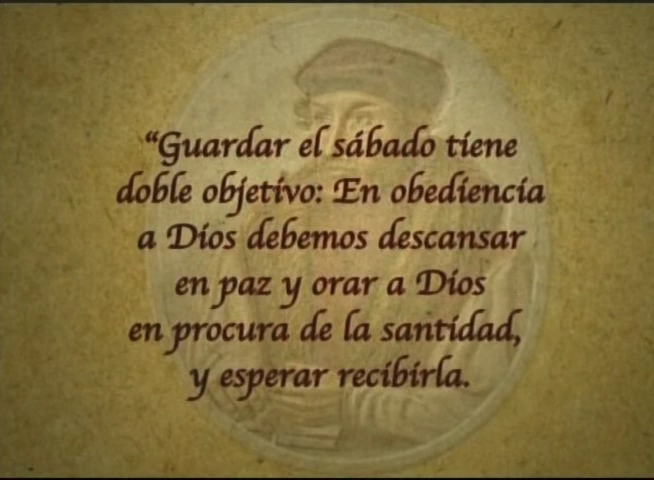 “Guardar el sábado tiene
doble objetivo: En obediencia
a Dios debemos descansar
en paz y orar a Dios
en procura de la santidad,
y esperar recibirla.